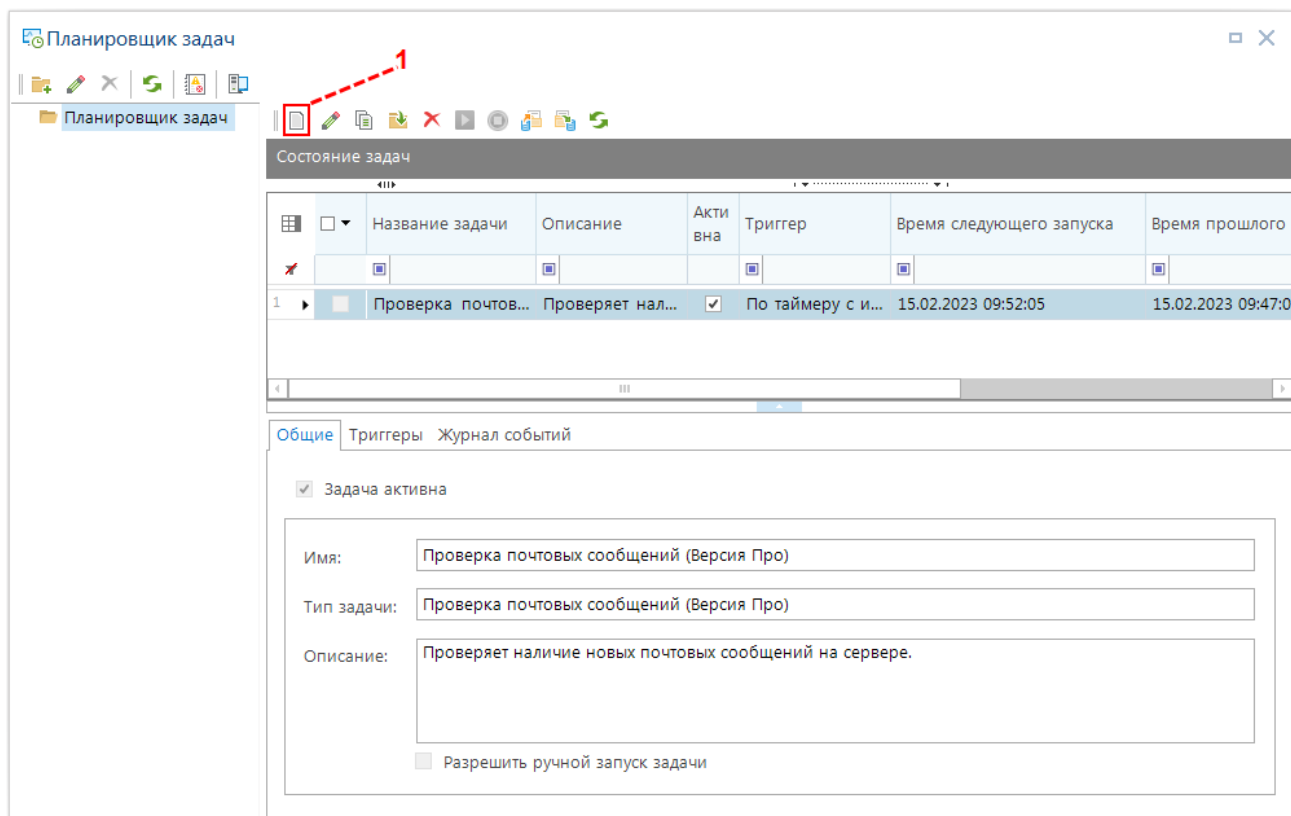 Планировщик задач
1
Планировщик задач
Состояние задач
Название задачи Описание Акти вна Триггер Время следующего запуска Время прошлого
1 Проверка почтов... Проверяет нал... По таймеру с и... 15.02.2023 09:52:05 15.02.2023 09:47:0
Общие Триггеры Журнал событий
Задача активна
Имя: Проверка почтовых сообщений (Версия Про)
Тип задачи: Проверка почтовых сообщений (Версия Про)
Описание: Проверяет наличие новых почтовых сообщений на сервере.
Разрешить ручной запуск задачи